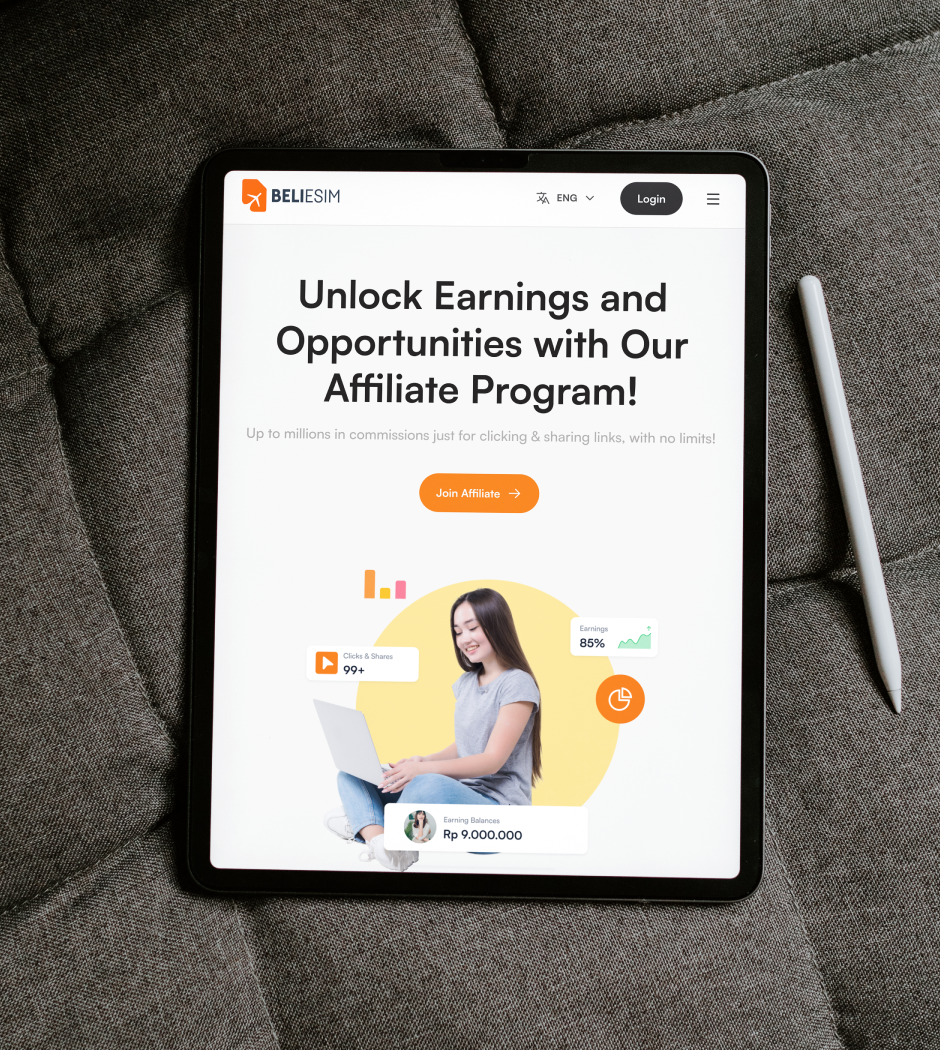 BELIESIM
ENG
Login
Unlock Earnings and
Opportunities with Our
Affiliate Program!
Up to millions in commissions just for clicking & sharing links, with no limits!
Join Affiliate
Earnings
85%
Clicks & Shares
99+
Earning Balances
Rp 9.000.000